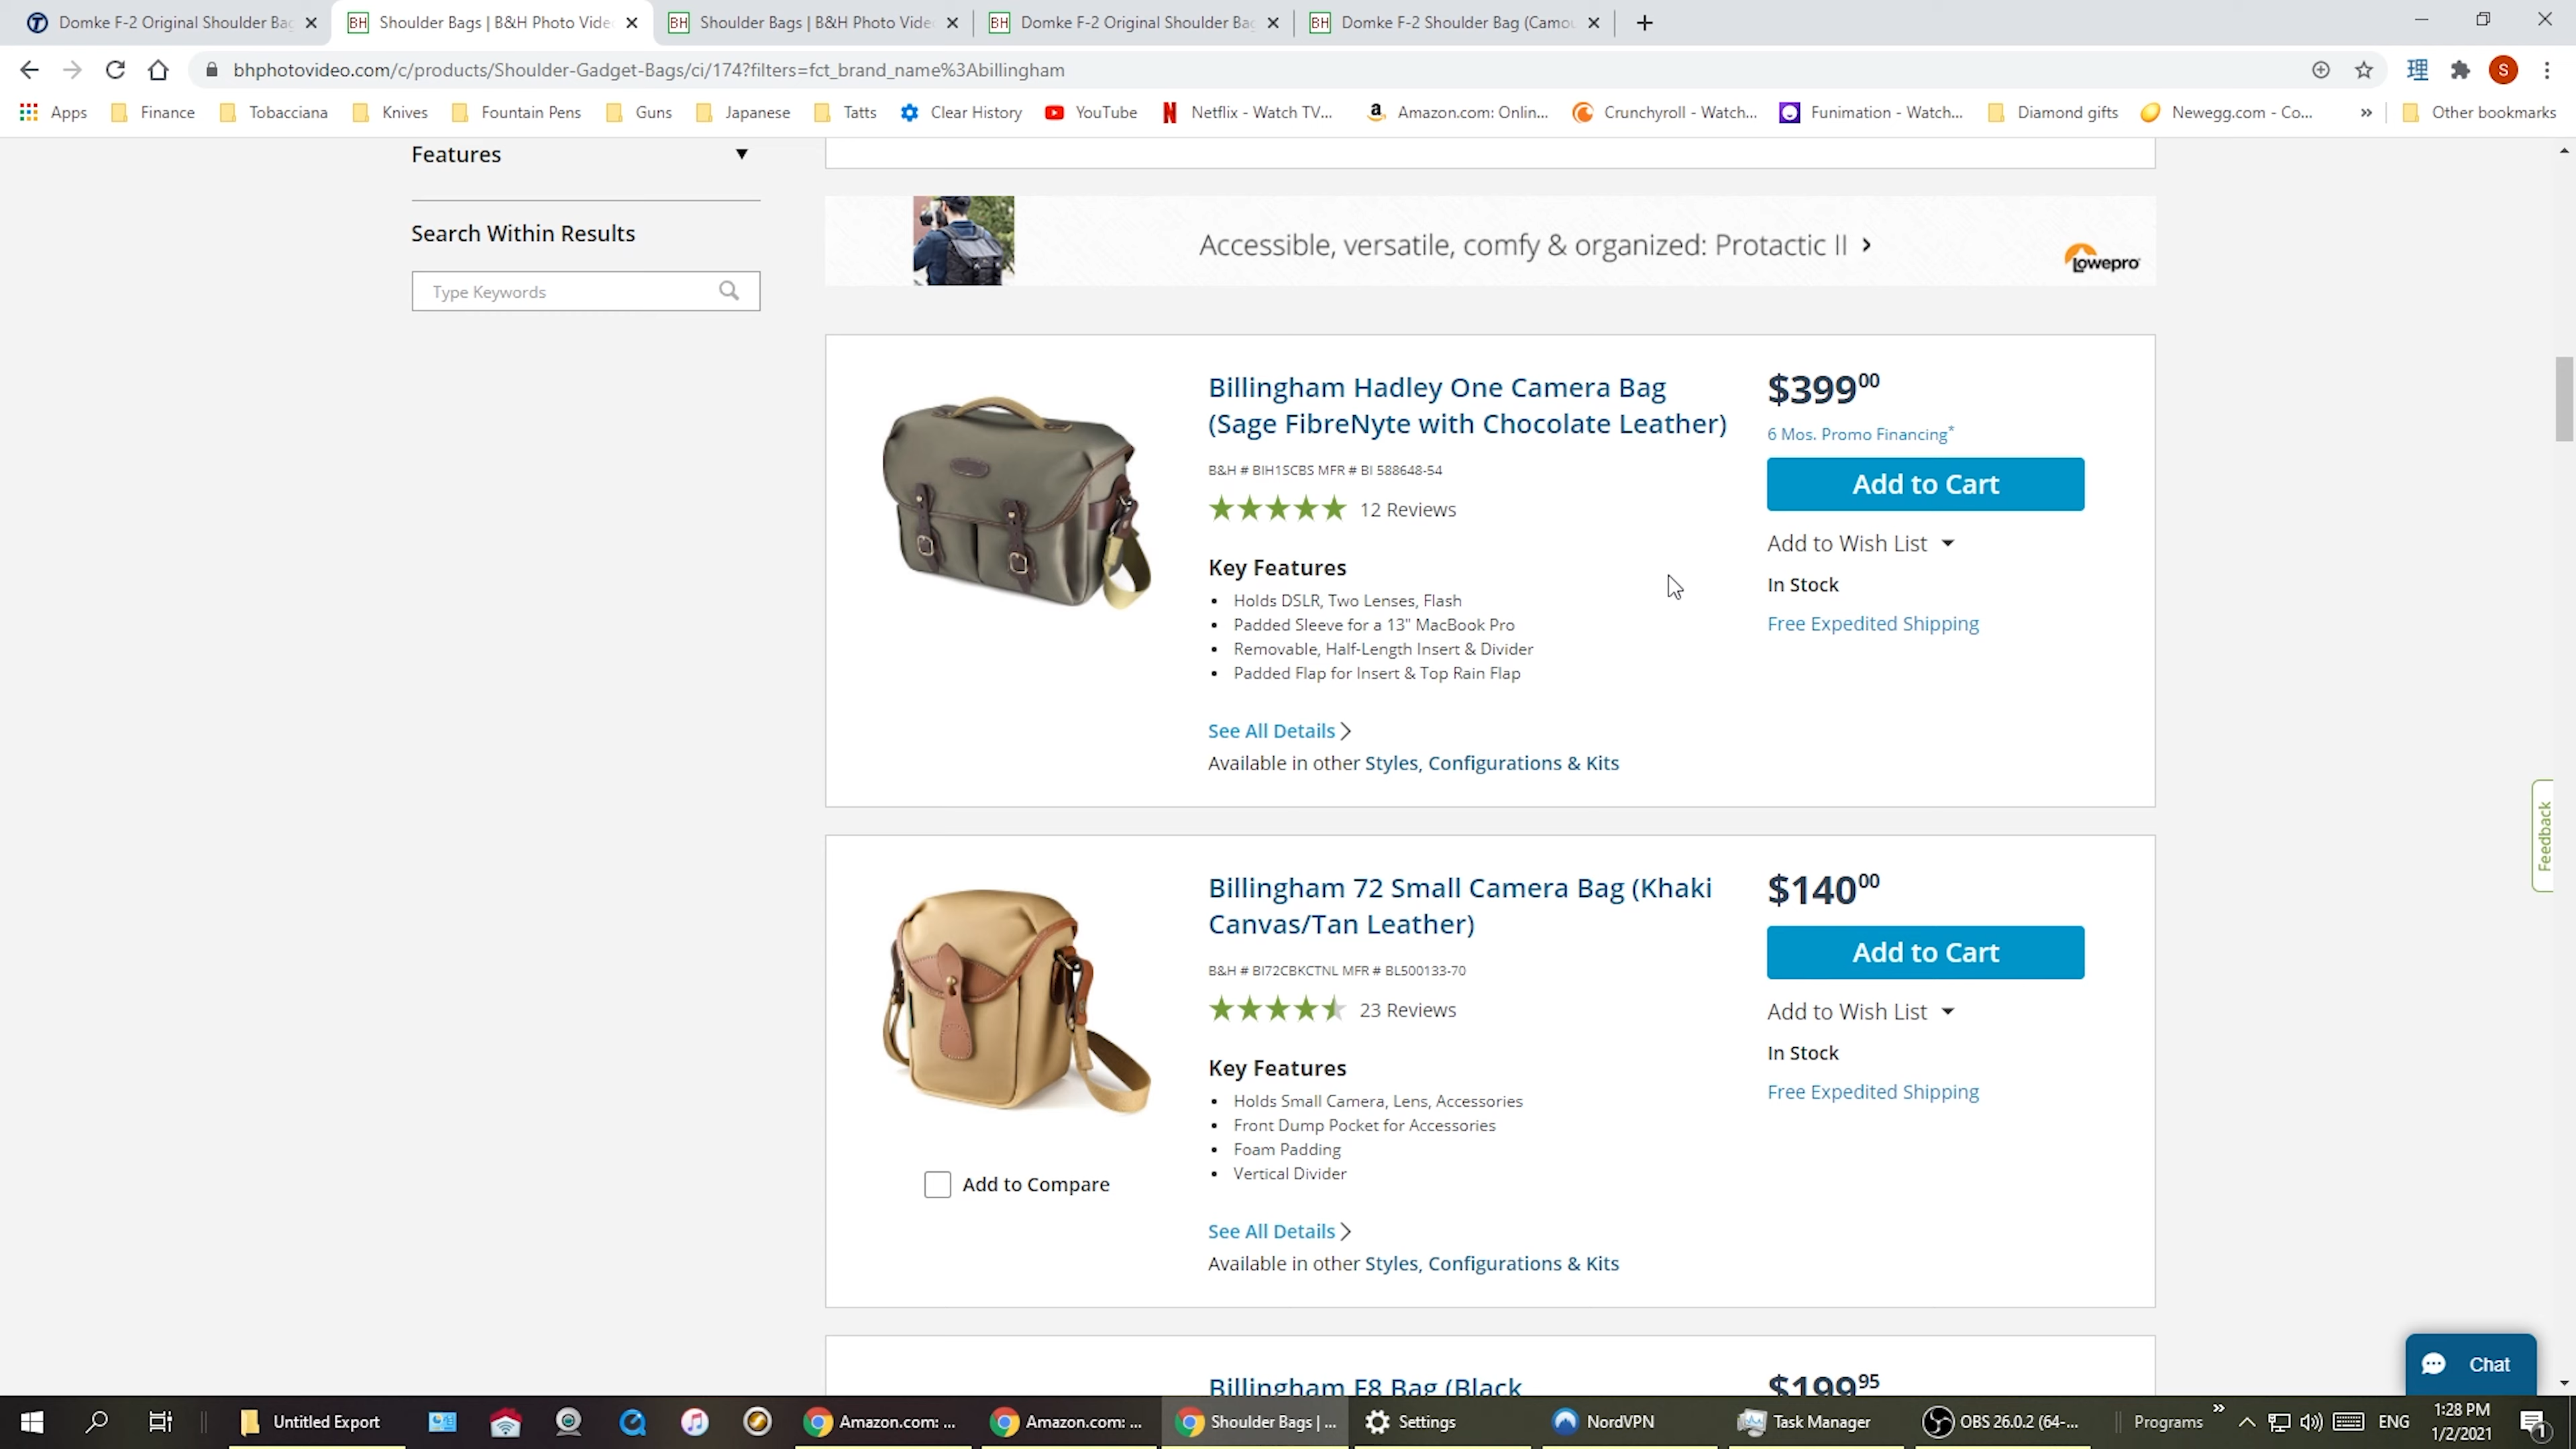 Domke F-2 Original Shoulder Bag
Shoulder Bags | B&H Photo Vide
Shoulder Bags | B&H Photo Vide
Domke F-2 Original Shoulder Bag
Domke F-2 Shoulder Bag (Camou
bhphotovideo.com/c/products/Shoulder-Gadget-Bags/ci/174?filters=fct_brand_name%3Abillingham
理
S
Apps Finance Tobacciana Knives Fountain Pens Guns Japanese Tatts Clear History YouTube Netflix - Watch TV... Amazon.com: Onlin... Crunchyroll - Watch... Funimation - Watch... Diamond gifts Newegg.com - Co... » Other bookmarks
Features
Search Within Results
Type Keywords
Accessible, versatile, comfy & organized: Protactic II ›
lowepro
Billingham Hadley One Camera Bag
(Sage FibreNyte with Chocolate Leather)
B&H # BIH1SCBS MFR # BI 588648-54
12 Reviews
Key Features
• Holds DSLR, Two Lenses, Flash
• Padded Sleeve for a 13" MacBook Pro
• Removable, Half-Length Insert & Divider
• Padded Flap for Insert & Top Rain Flap
See All Details
Available in other Styles, Configurations & Kits
$399 00
6 Mos. Promo Financing*
Add to Cart
Add to Wish List
In Stock
Free Expedited Shipping
Billingham 72 Small Camera Bag (Khaki
Canvas/Tan Leather)
B&H # BI72CBKCTNL MFR # BL500133-70
23 Reviews
Key Features
• Holds Small Camera, Lens, Accessories
• Front Dump Pocket for Accessories
• Foam Padding
• Vertical Divider
Add to Compare
See All Details
Available in other Styles, Configurations & Kits
$140 00
Add to Cart
Add to Wish List
In Stock
Free Expedited Shipping
Billingham F8 Bag (Black
$199 95
Feedback
Chat
Untitled Export
Amazon.com: ...
Amazon.com: ...
Shoulder Bags | ...
Settings
NordVPN
Task Manager
OBS 26.0.2 (64-...
Programs »
ENG
1:28 PM
1/2/2021
1